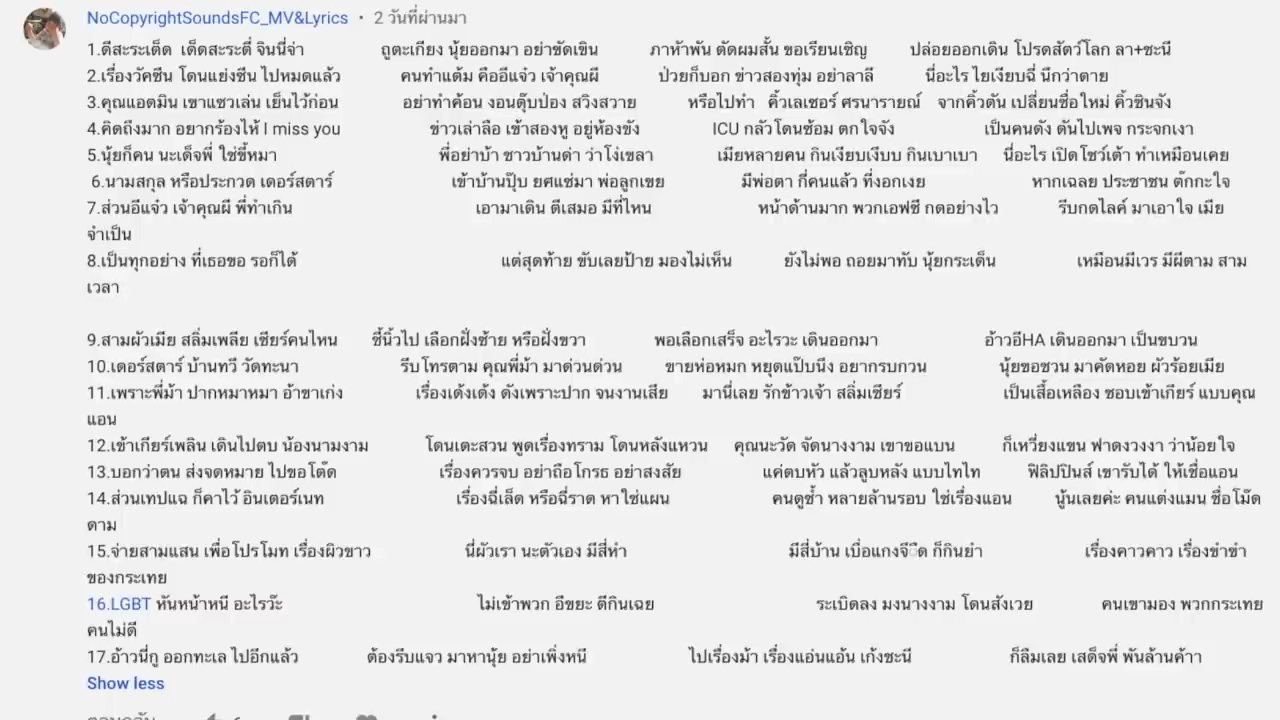 NoCopyrightSoundsFC_MV&Lyrics • 2 วันที่ผ่านมา
1.ดีสะระเด็ด เด็ดสะระตี่ จินนี่จ่า ถูตะเกียง นุ้ยออกมา อย่าขัดเขิน ภาห้าพัน ตัดผมสั้น ขอเรียนเชิญ ปล่อยออกเดิน โปรดสัตว์โลก ลา+ซะนี
2.เรื่องวัคซีน โดนแย่งซีน ไปหมดแล้ว คนทำแต้ม คืออีแจ๋ว เจ้าคุณผี ป่วยก็บอก ข่าวสองทุ่ม อย่าลาลี นี่อะไร ไยเงียบฉี่ นึกว่าตาย
3.คุณแอดมิน เขาแซวเล่น เย็นไว้ก่อน อย่าทำค้อน งอนตุ๊บป่อง สวิงสวาย หรือไปทำ คิ้วเลเซอร์ ศรนารายณ์ จากคิ้วตัน เปลี่ยนชื่อใหม่ คิ้วชินจัง
4.คิดถึงมาก อยากร้องไห้ I miss you ข่าวเล่าลือ เข้าสองหู อยู่ห้องขัง ICU กลัวโดนซ้อม ตกใจจัง เป็นคนดัง ดันไปเพจ กระจกเงา
5.นุ้ยก็คน นะเด็จพี่ ใช่ขี้หมา พี่อย่าบ้า ชาวบ้านด่า ว่าโง่เขลา เมียหลายคน กินเงียบเงีบบ กินเบาเบา นี่อะไร เปิดโชว์เต้า ทำเหมือนเคย
6.นามสกุล หรือประกวด เดอร์สตาร์ เข้าบ้านปุ๊บ ยศแซ่มา พ่อลูกเขย มีพ่อตา กี่คนแล้ว ที่งอกเงย หากเฉลย ประชาชน ต๊กกะใจ
7.ส่วนอีแจ๋ว เจ้าคุณผี พี่ทำเกิน เอามาเดิน ตีเสมอ มีที่ไหน หน้าด้านมาก พวกเอฟซี กดอย่างไว รีบกดไลค์ มาเอาใจ เมีย
จำเป็น
8.เป็นทุกอย่าง ที่เธอขอ รอก็ได้ แต่สุดท้าย ขับเลยป้าย มองไม่เห็น ยังไม่พอ ถอยมาทับ นุ้ยกระเด็น เหมือนมีเวร มีผีตาม สาม
เวลา
9.สามผัวเมีย สลิ่มเพลีย เชียร์คนไหน ชี้นิ้วไป เลือกฝั่งซ้าย หรือฝั่งขวา พอเลือกเสร็จ อะไรวะ เดินออกมา อ้าวอีHA เดินออกมา เป็นขบวน
10.เดอร์สตาร์ บ้านทวี วัดทะนา รีบโทรตาม คุณพี่ม้า มาด่วนด่วน ขายห่อหมก หยุดแป๊บนึง อยากรบกวน นุ้ยขอชวน มาคัดหอย ผัวร้อยเมีย
11.เพราะพี่ม้า ปากหมาหมา อ้าขาเก่ง เรื่องเด้งเด้ง ดังเพราะปาก จนงานเสีย มานี่เลย รักข้าวเจ้า สลิ่มเชียร์ เป็นเสื้อเหลือง ชอบเข้าเกียร์ แบบคุณ
แอน
12.เข้าเกียร์เพลิน เดินไปตบ น้องนามงาม โดนเตะสวน พูดเรื่องทราม โดนหลังแหวน คุณนะวัด จัดนางงาม เขาขอแบน ก็เหวี่ยงแขน ฟาดงวงงา ว่าน้อยใจ
13.บอกว่าตน ส่งจดหมาย ไปขอโต๊ด เรื่องควรจบ อย่าถือโกรธ อย่าสงสัย แค่ตบหัว แล้วลูบหลัง แบบไทไท ฟิลิปปินส์ เขารับได้ ให้เชื่อแอน
14.ส่วนเทปแฉ ก็คาไว้ อินเตอร์เนท เรื่องฉี่เล็ด หรือฉี่ราด หาใช่แผน คนดูซ้ำ หลายล้านรอบ ใช่เรื่องแอน นู้นเลยค่ะ คนแต่งแมน ชื่อโม๊ด
ดาม
15.จ่ายสามแสน เพื่อโปรโมท เรื่องผิวขาว นี่ผัวเรา นะตัวเอง มีสี่หำ มีสี่บ้าน เบื่อแกงจืืด ก็กินยำ เรื่องคาวคาว เรื่องขำขำ
ของกระเทย
16.LGBT หันหน้าหนี อะไรว๊ะ ไม่เข้าพวก อีขยะ ตีกินเฉย ระเบิดลง มงนางงาม โดนสังเวย คนเขามอง พวกกระเทย
คนไม่ดี
17.อ้าวนี่กู ออกทะเล ไปอีกแล้ว ต้องรีบแจว มาหานุ้ย อย่าเพิ่งหนี ไปเรื่องม้า เรื่องแอ่นแอ้น เก้งชะนี ก็ลืมเลย เสด็จพี่ พันล้านค้าา
Show less